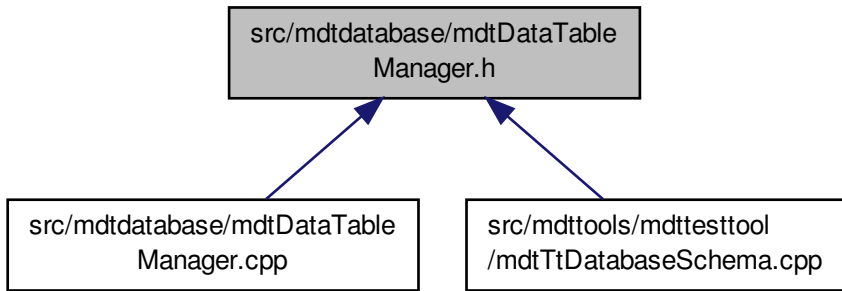 src/mdtdatabase/mdtDataTable
Manager.h
src/mdtdatabase/mdtDataTable
Manager.cpp
src/mdttools/mdttesttool
/mdtTtDatabaseSchema.cpp